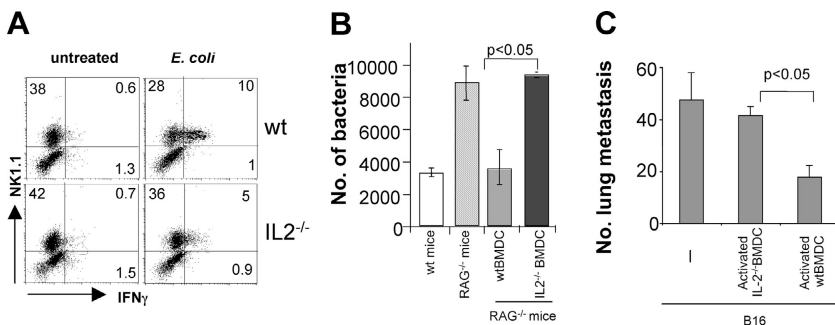 A
untreated
E. coli
38
0.6
28
10
wt
1.3
1
42
0.7
36
5
IL2-/-
1.5
0.9
NK1.1
IFNγ
B
p<0.05
10000
8000
6000
4000
2000
0
No. of bacteria
wt mice
RAG-/- mice
wtBMDC
IL2-/- BMDC
RAG-/- mice
C
p<0.05
60
40
20
0
No. lung metastasis
I
Activated
IL-2-/-BMDC
Activated
wtBMDC
B16